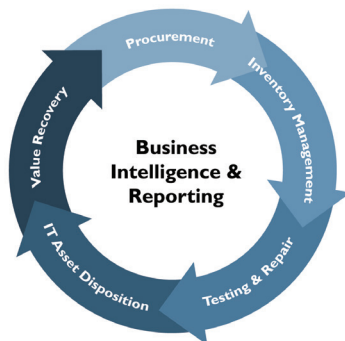 Procurement
Inventory Management
Testing & Repair
IT Asset Disposition
Value Recovery
Business
Intelligence &
Reporting